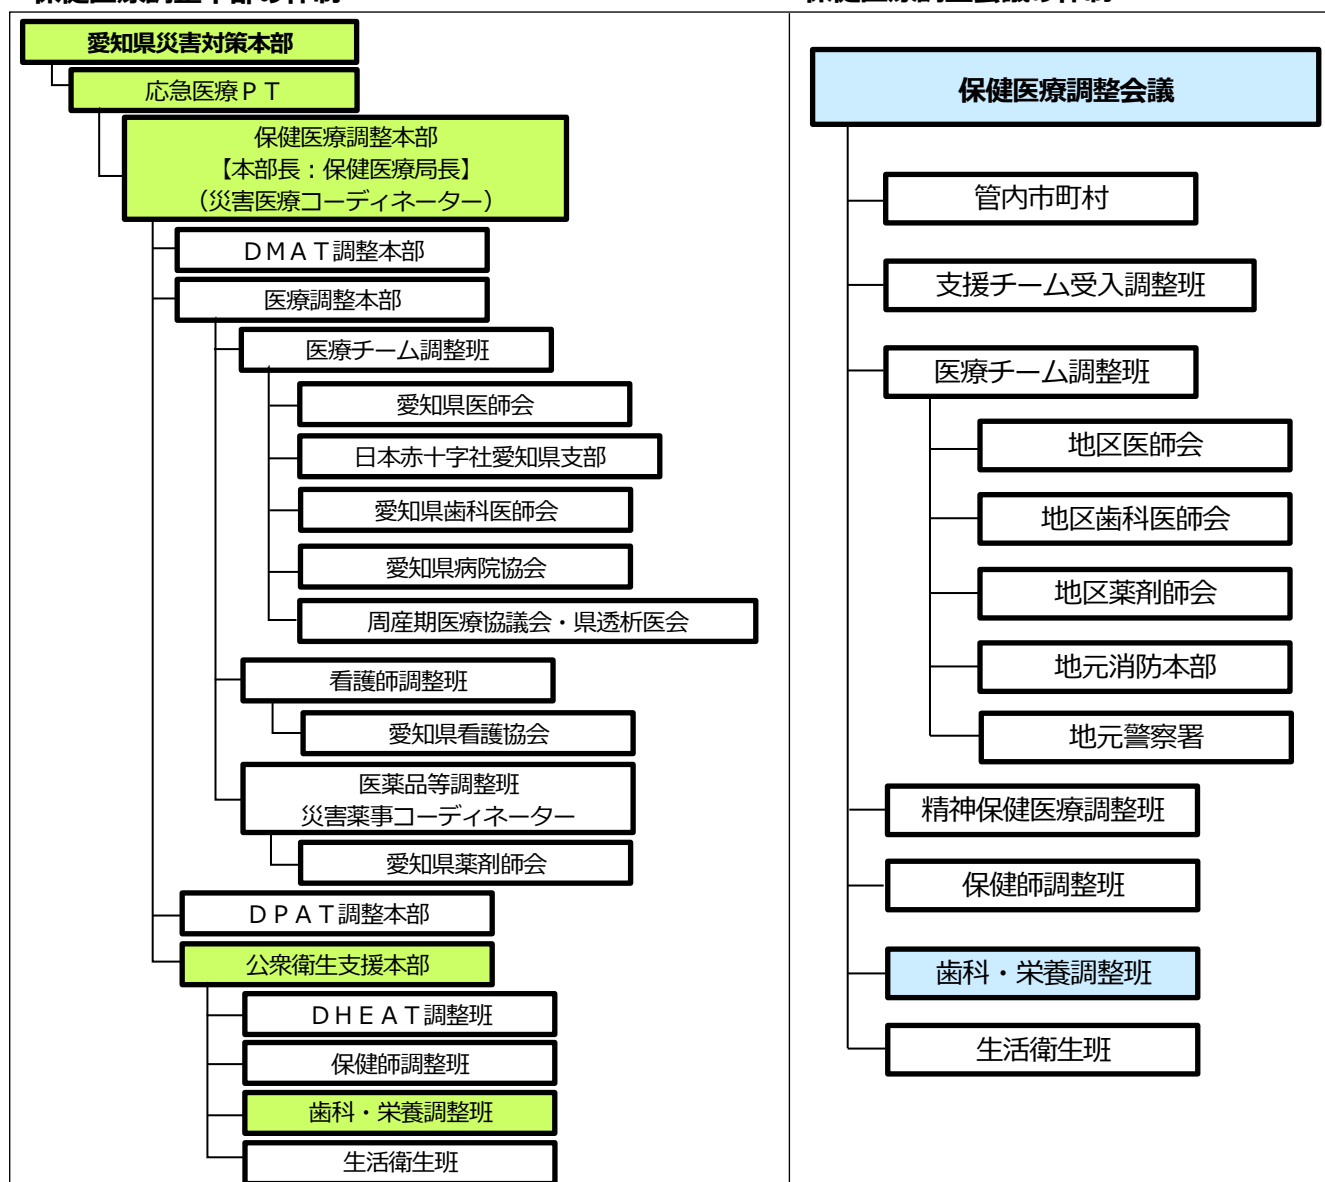 愛知県災害対策本部
応急医療ＰＴ
保健医療調整本部
【本部長：保健医療局長】
（災害医療コーディネーター）
ＤＭＡＴ調整本部
医療調整本部
医療チーム調整班
愛知県医師会
日本赤十字社愛知県支部
愛知県歯科医師会
愛知県病院協会
周産期医療協議会・県透析医会
看護師調整班
愛知県看護協会
医薬品等調整班
災害薬事コーディネーター
愛知県薬剤師会
ＤＰＡＴ調整本部
公衆衛生支援本部
ＤＨＥＡＴ調整班
保健師調整班
歯科・栄養調整班
生活衛生班
保健医療調整会議
管内市町村
支援チーム受入調整班
医療チーム調整班
地区医師会
地区歯科医師会
地区薬剤師会
地元消防本部
地元警察署
精神保健医療調整班
保健師調整班
歯科・栄養調整班
生活衛生班